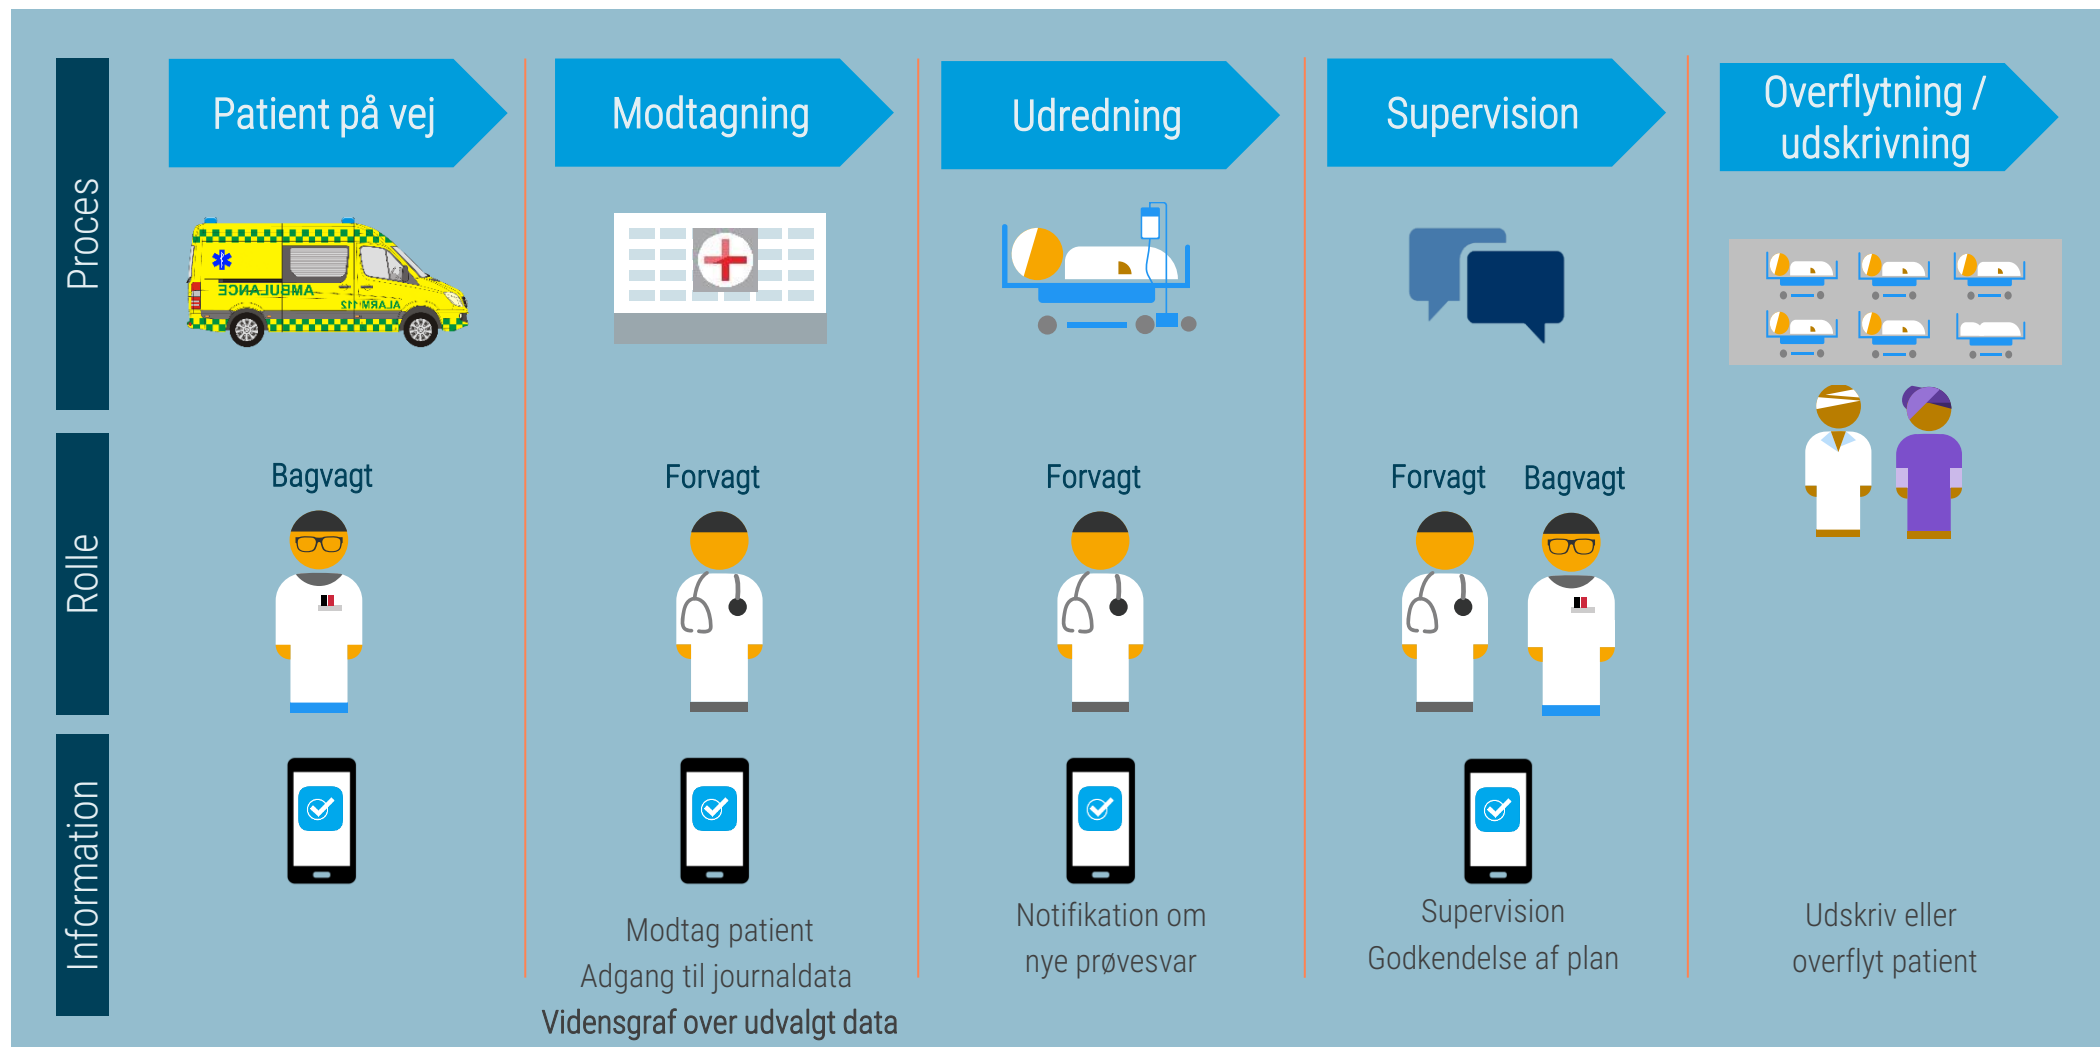 Proces
Patient på vej
Modtagning
Udredning
Supervision
Overflytning /
udskrivning
AMBULANCE
ALARM 112
Rolle
Bagvagt
Forvagt
Forvagt
Forvagt
Bagvagt
Information
Modtag patient
Adgang til journaldata
Vidensgraf over udvalgt data
Notifikation om
nye prøvesvar
Supervision
Godkendelse af plan
Udskriv eller
overflyt patient